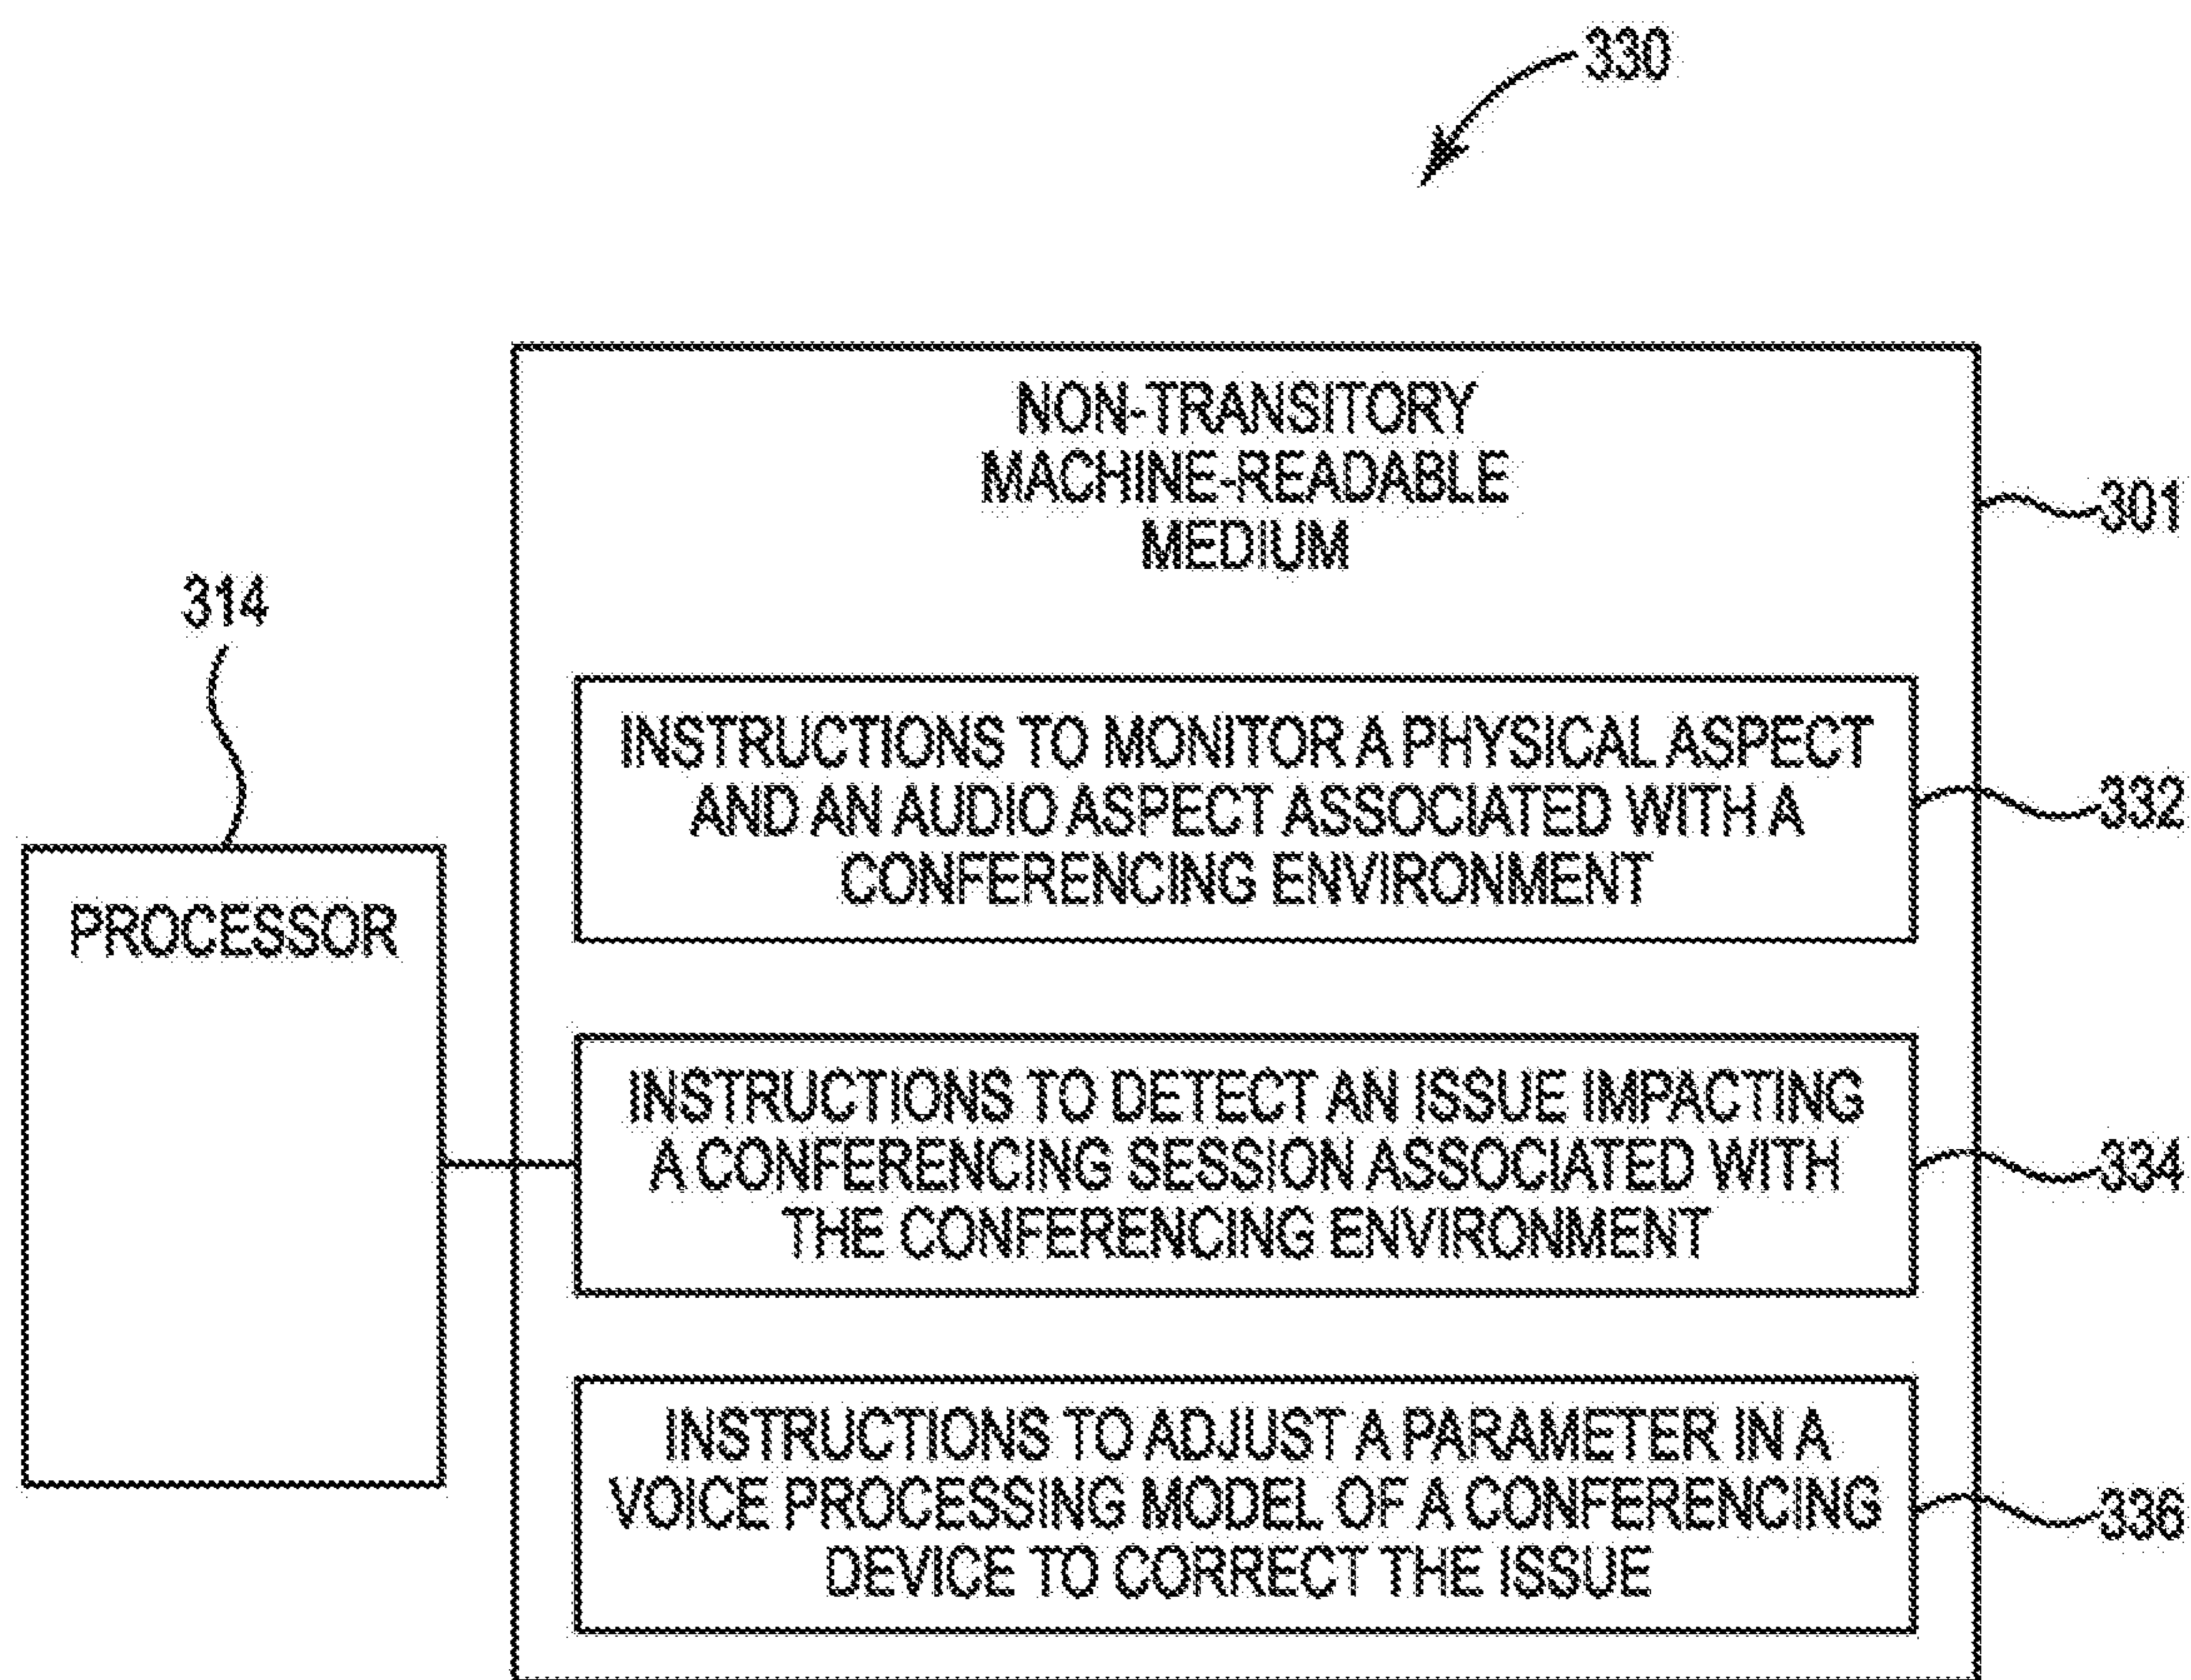 330
NON-TRANSITORY
MACHINE-READABLE
MEDIUM
301
314
PROCESSOR
INSTRUCTIONS TO MONITOR A PHYSICAL ASPECT
AND AN AUDIO ASPECT ASSOCIATED WITH A
CONFERENCING ENVIRONMENT
332
INSTRUCTIONS TO DETECT AN ISSUE IMPACTING
A CONFERENCING SESSION ASSOCIATED WITH
THE CONFERENCING ENVIRONMENT
334
INSTRUCTIONS TO ADJUST A PARAMETER IN A
VOICE PROCESSING MODEL OF A CONFERENCING
DEVICE TO CORRECT THE ISSUE
336